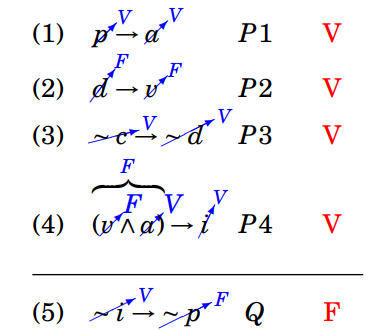 V V
(1) p → a P1 V
F F
(2) d → v P2 V
V V
(3) ~c → ~d P3 V
F
F V V
(4) (v ∧ a) → i P4 V
V F
(5) ~i → ~p Q F